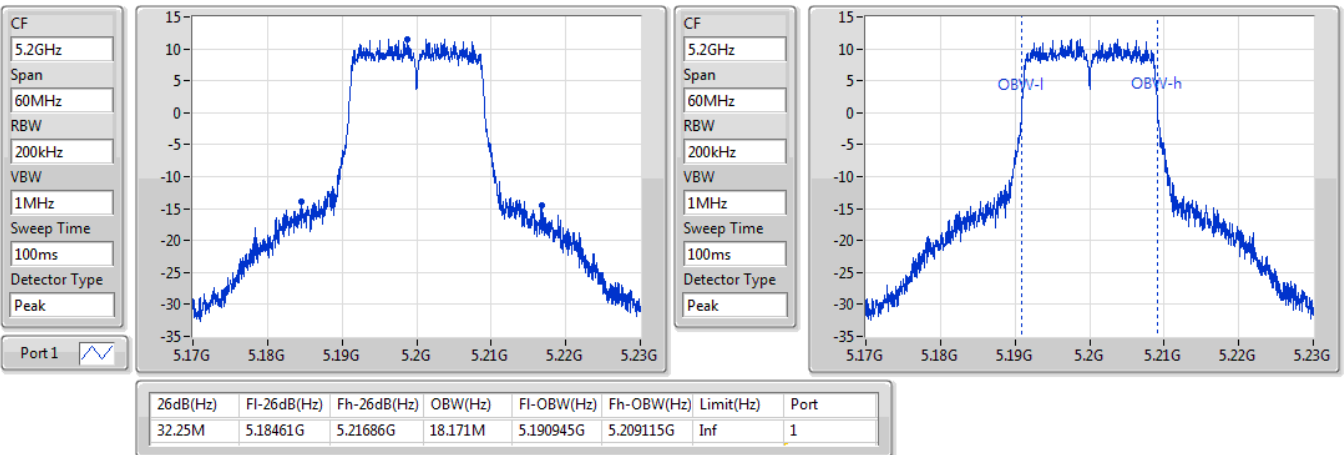 CF
5.2GHz
Span
60MHz
RBW
200kHz
VBW
1MHz
Sweep Time
100ms
Detector Type
Peak
Port 1
15
10
5
0
-5
-10
-15
-20
-25
-30
-35
5.17G 5.18G 5.19G 5.2G 5.21G 5.22G 5.23G
CF
5.2GHz
Span
60MHz
RBW
200kHz
VBW
1MHz
Sweep Time
100ms
Detector Type
Peak
15
10
5
0
-5
-10
-15
-20
-25
-30
-35
OBW-l OBW-h
5.17G 5.18G 5.19G 5.2G 5.21G 5.22G 5.23G
26dB(Hz) Fl-26dB(Hz) Fh-26dB(Hz) OBW(Hz) Fl-OBW(Hz) Fh-OBW(Hz) Limit(Hz) Port
32.25M 5.18461G 5.21686G 18.171M 5.190945G 5.209115G Inf 1